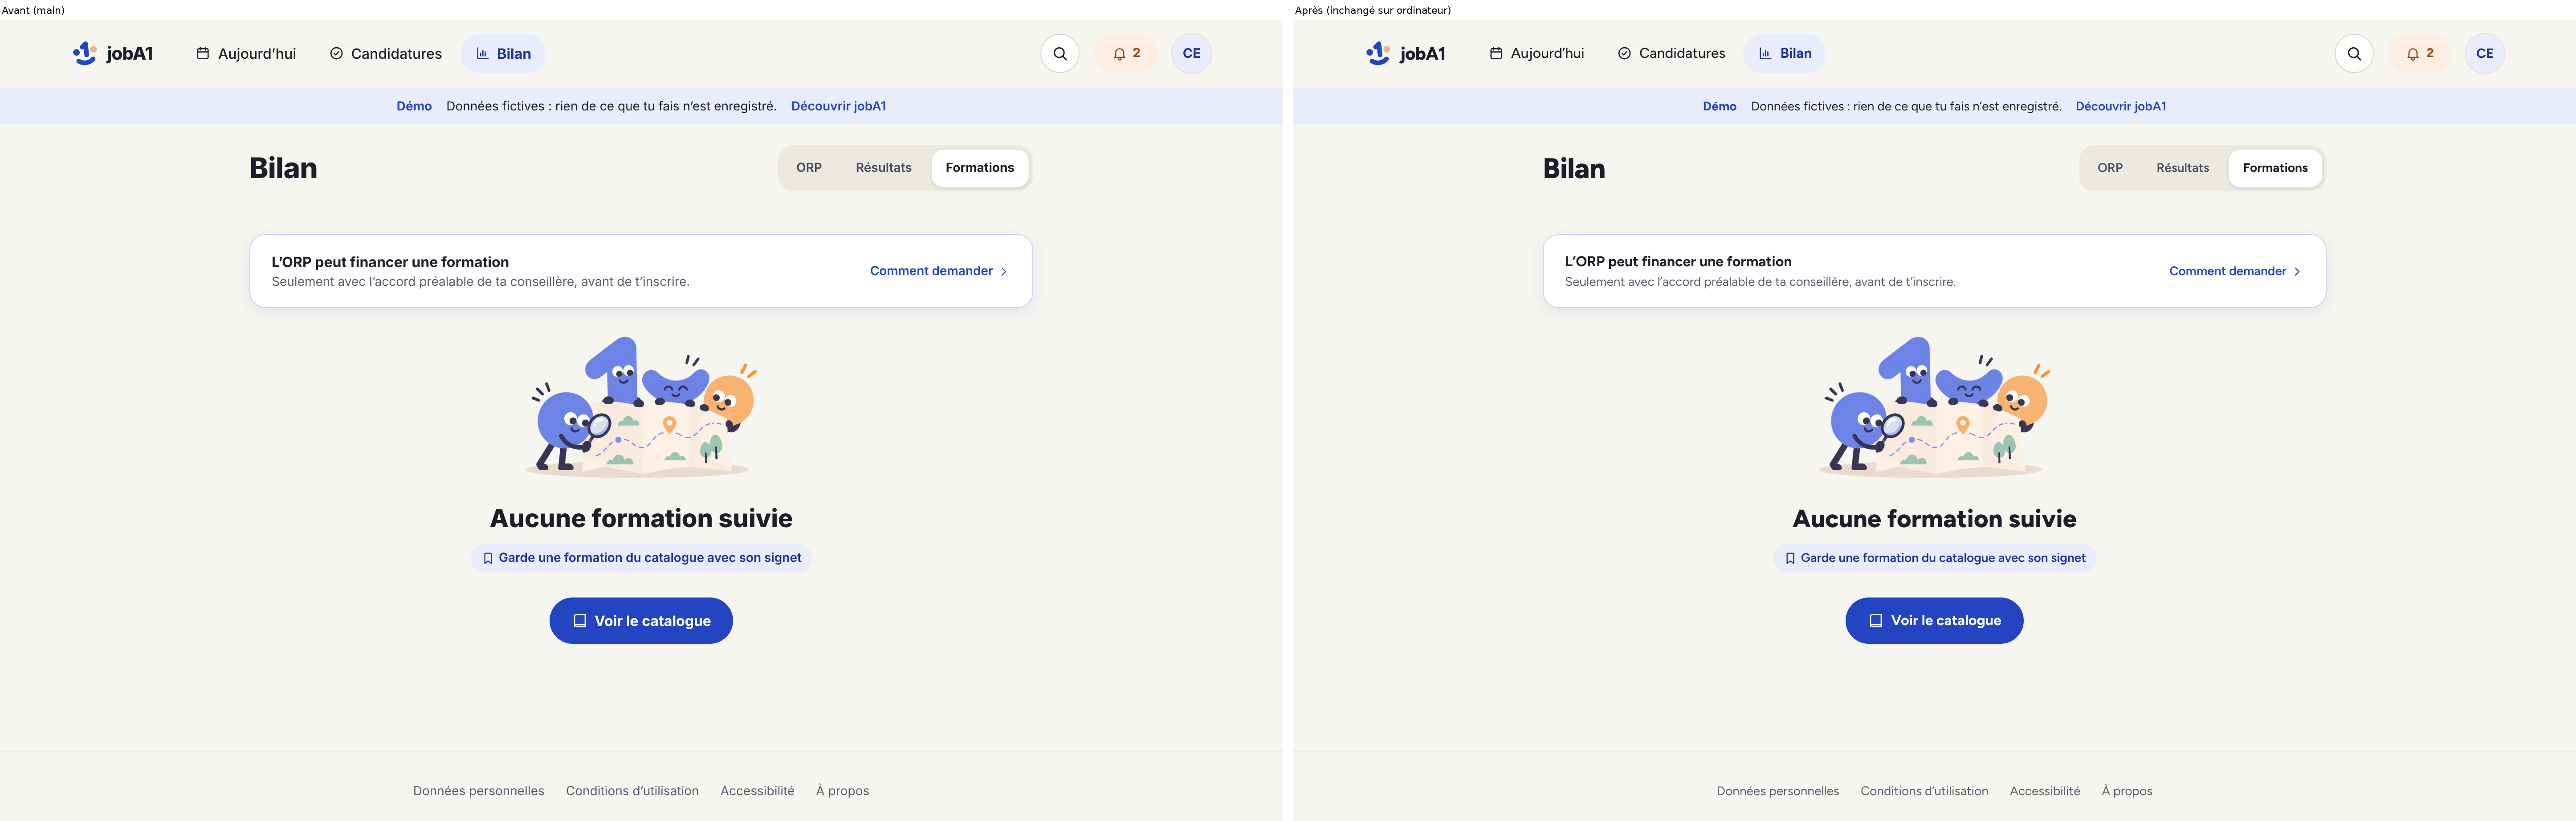 Avant (main)
jobA1 Aujourd’hui Candidatures Bilan 2 CE
Démo Données fictives : rien de ce que tu fais n’est enregistré. Découvrir jobA1
Bilan ORP Résultats Formations
L’ORP peut financer une formation
Seulement avec l’accord préalable de ta conseillère, avant de t’inscrire.
Comment demander
Aucune formation suivie
Garde une formation du catalogue avec son signet
Voir le catalogue
Données personnelles Conditions d’utilisation Accessibilité À propos
Après (inchangé sur ordinateur)
jobA1 Aujourd’hui Candidatures Bilan 2 CE
Démo Données fictives : rien de ce que tu fais n’est enregistré. Découvrir jobA1
Bilan ORP Résultats Formations
L’ORP peut financer une formation
Seulement avec l’accord préalable de ta conseillère, avant de t’inscrire.
Comment demander
Aucune formation suivie
Garde une formation du catalogue avec son signet
Voir le catalogue
Données personnelles Conditions d’utilisation Accessibilité À propos